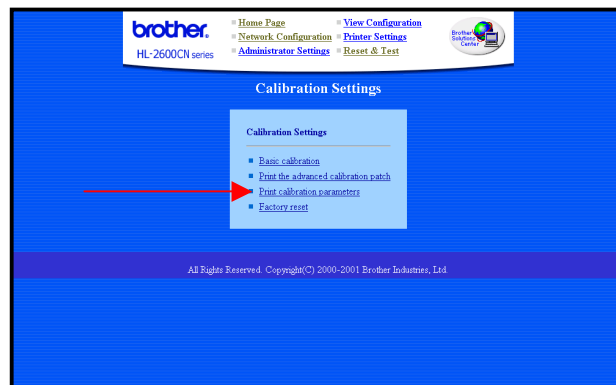 brother.
HL-2600CN series
Home Page View Configuration
Network Configuration Printer Settings
Administrator Settings Reset & Test
Brother Solutions Center
Calibration Settings
Calibration Settings
Basic calibration
Print the advanced calibration patch
Print calibration parameters
Factory reset
All Rights Reserved. Copyright(C) 2000-2001 Brother Industries, Ltd.